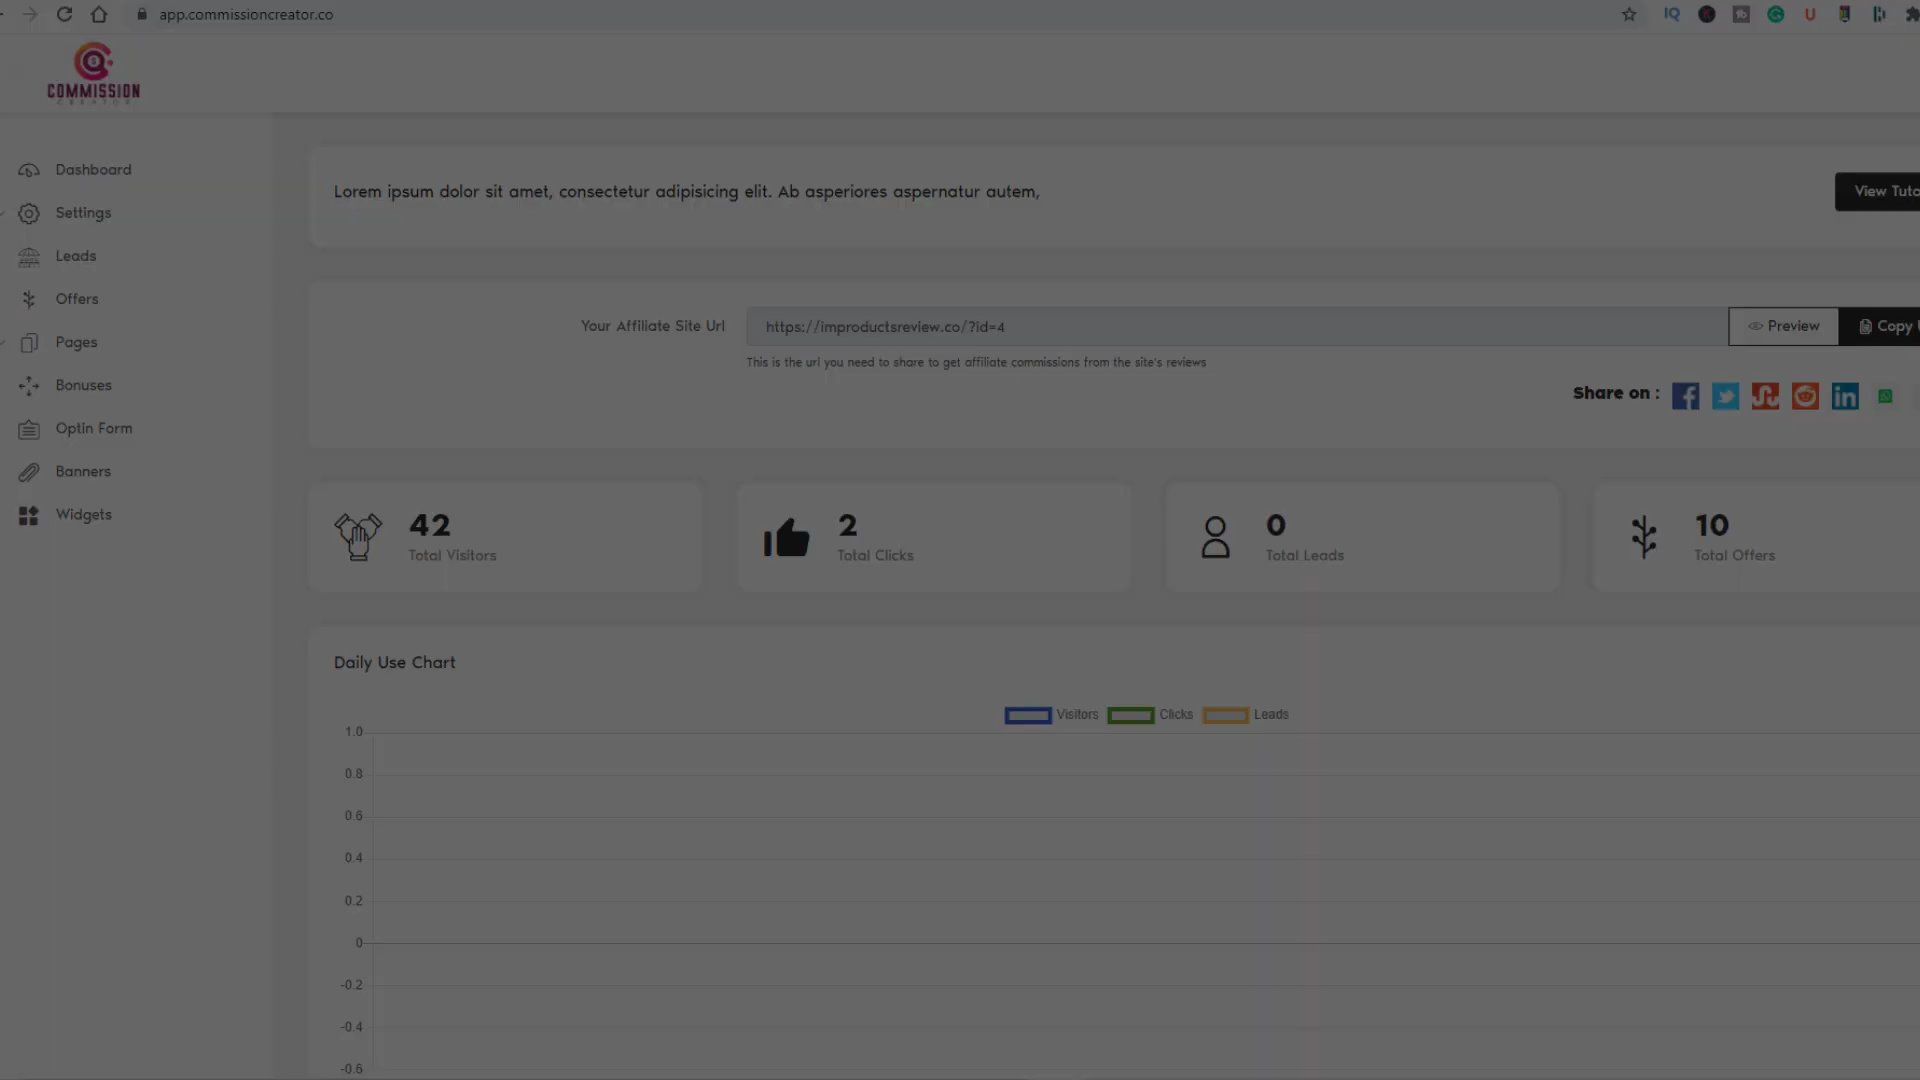 app.commissioncreator.co
IQ
COMMISSION
CREATOR
Dashboard
Settings
Leads
Offers
Pages
Bonuses
Optin Form
Banners
Widgets
Lorem ipsum dolor sit amet, consectetur adipisicing elit. Ab asperiores aspernatur autem,
View Tuto
Your Affiliate Site Url
https://improductsreview.co/?id=4
Preview
Copy U
This is the url you need to share to get affiliate commissions from the site's reviews
Share on :
42
Total Visitors
2
Total Clicks
0
Total Leads
10
Total Offers
Daily Use Chart
Visitors Clicks Leads
1.0
0.8
0.6
0.4
0.2
0
-0.2
-0.4
-0.6